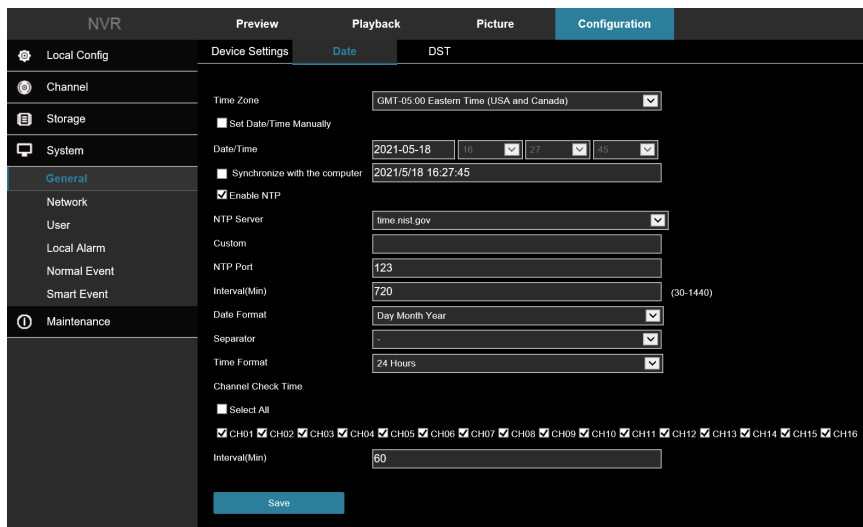 NVR Preview Playback Picture Configuration
Local Config Device Settings Date DST
Channel
Storage
System
General
Network
User
Local Alarm
Normal Event
Smart Event
Maintenance
Time Zone GMT-05:00 Eastern Time (USA and Canada)
Set Date/Time Manually
Date/Time 2021-05-18 16 27 45
Synchronize with the computer 2021/5/18 16:27:45
Enable NTP
NTP Server time.nist.gov
Custom
NTP Port 123
Interval(Min) 720 (30-1440)
Date Format Day Month Year
Separator -
Time Format 24 Hours
Channel Check Time
Select All
CH01 CH02 CH03 CH04 CH05 CH06 CH07 CH08 CH09 CH10 CH11 CH12 CH13 CH14 CH15 CH16
Interval(Min) 60
Save